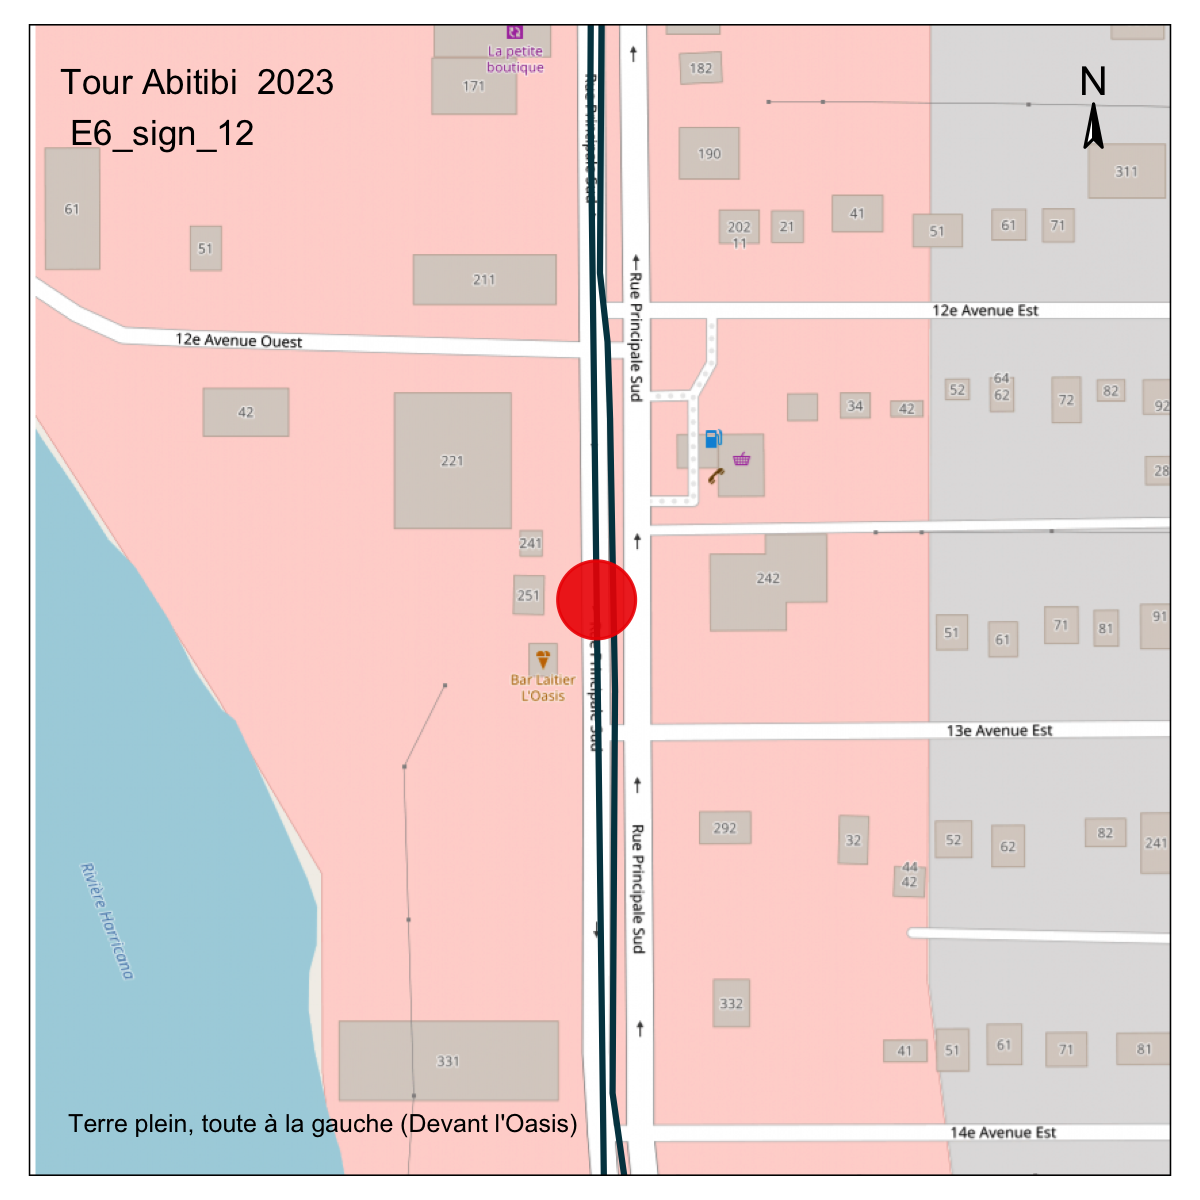 Tour Abitibi  2023
E6_sign_12
N
La petite
boutique
171
182
190
311
61
51
202
11
21
41
51
61
71
211
Rue Principale Sud
Rue Principale Sud
12e Avenue Est
12e Avenue Ouest
42
221
34
42
52
64
62
72
82
92
28
241
251
242
Bar Laitier
L'Oasis
Rue Principale Sud
51
61
71
81
91
13e Avenue Est
292
32
44
42
52
62
82
241
Rue Principale Sud
Rivière Harricana
332
331
41
51
61
71
81
Terre plein, toute à la gauche (Devant l'Oasis)
14e Avenue Est